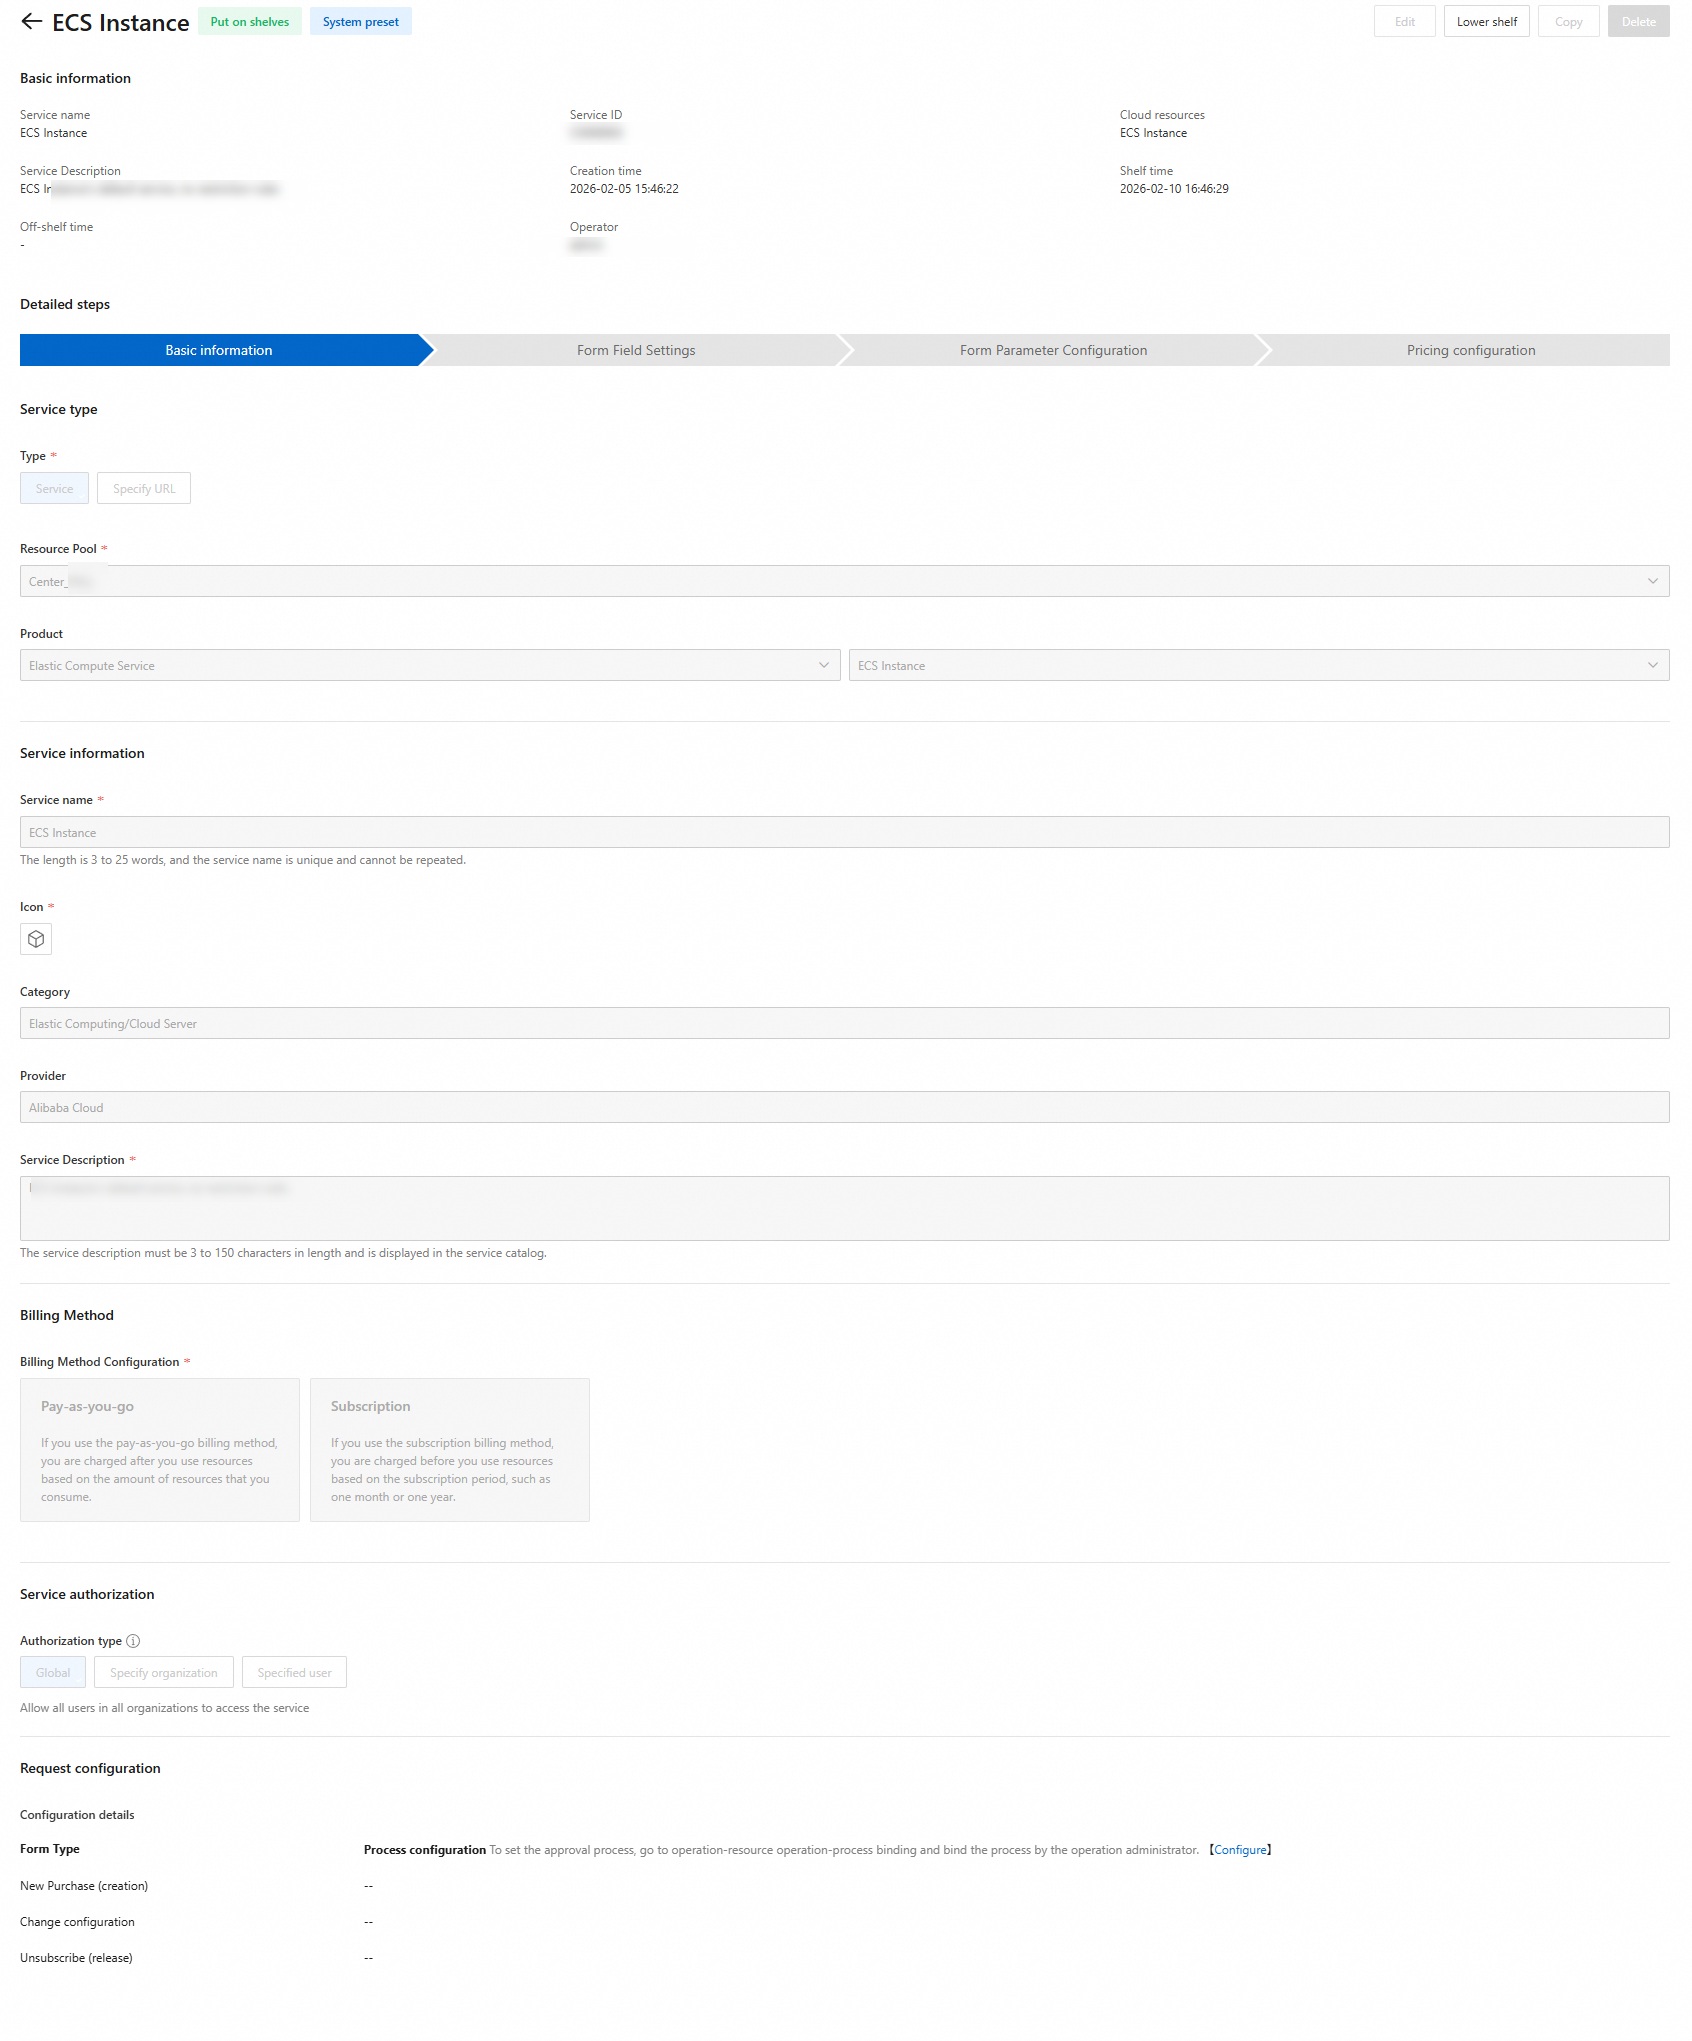 ECS Instance Put on shelves System preset Edit Lower shelf Copy Delete
Basic information
Service name Service ID Cloud resources
ECS Instance ECS Instance
Service Description Creation time Shelf time
ECS 2026-02-05 15:46:22 2026-02-10 16:46:29
Off-shelf time Operator
-
Detailed steps
Basic information Form Field Settings Form Parameter Configuration Pricing configuration
Service type
Type *
Service Specify URL
Resource Pool *
Center_
Product
Elastic Compute Service ECS Instance
Service information
Service name *
ECS Instance
The length is 3 to 25 words, and the service name is unique and cannot be repeated.
Icon *
Category
Elastic Computing/Cloud Server
Provider
Alibaba Cloud
Service Description *
The service description must be 3 to 150 characters in length and is displayed in the service catalog.
Billing Method
Billing Method Configuration *
Pay-as-you-go
If you use the pay-as-you-go billing method,
you are charged after you use resources
based on the amount of resources that you
consume.
Subscription
If you use the subscription billing method,
you are charged before you use resources
based on the subscription period, such as
one month or one year.
Service authorization
Authorization type
Global Specify organization Specified user
Allow all users in all organizations to access the service
Request configuration
Configuration details
Form Type Process configuration To set the approval process, go to operation-resource operation-process binding and bind the process by the operation administrator. 【Configure】
New Purchase (creation) --
Change configuration --
Unsubscribe (release) --